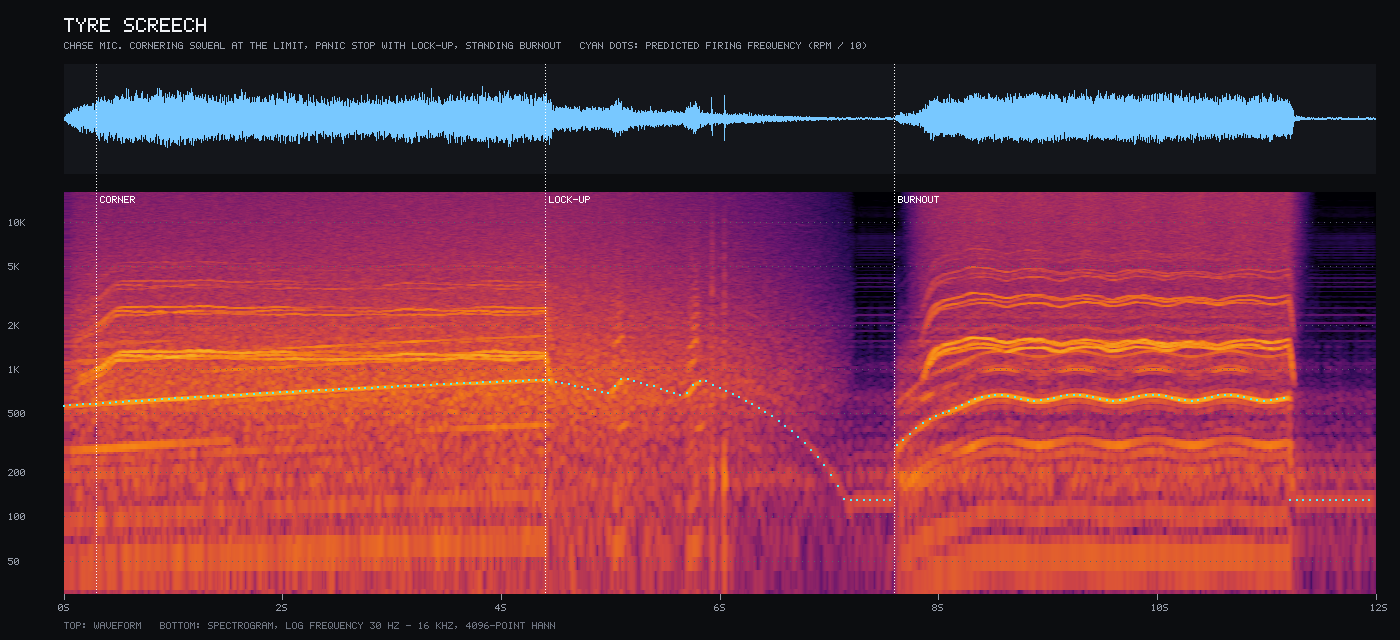 TYRE SCREECH
CHASE MIC. CORNERING SQUEAL AT THE LIMIT, PANIC STOP WITH LOCK-UP, STANDING BURNOUT   CYAN DOTS: PREDICTED FIRING FREQUENCY (RPM / 10)
CORNER LOCK-UP BURNOUT
10K
5K
2K
1K
500
200
100
50
0S 2S 4S 6S 8S 10S 12S
TOP: WAVEFORM   BOTTOM: SPECTROGRAM, LOG FREQUENCY 30 HZ - 16 KHZ, 4096-POINT HANN